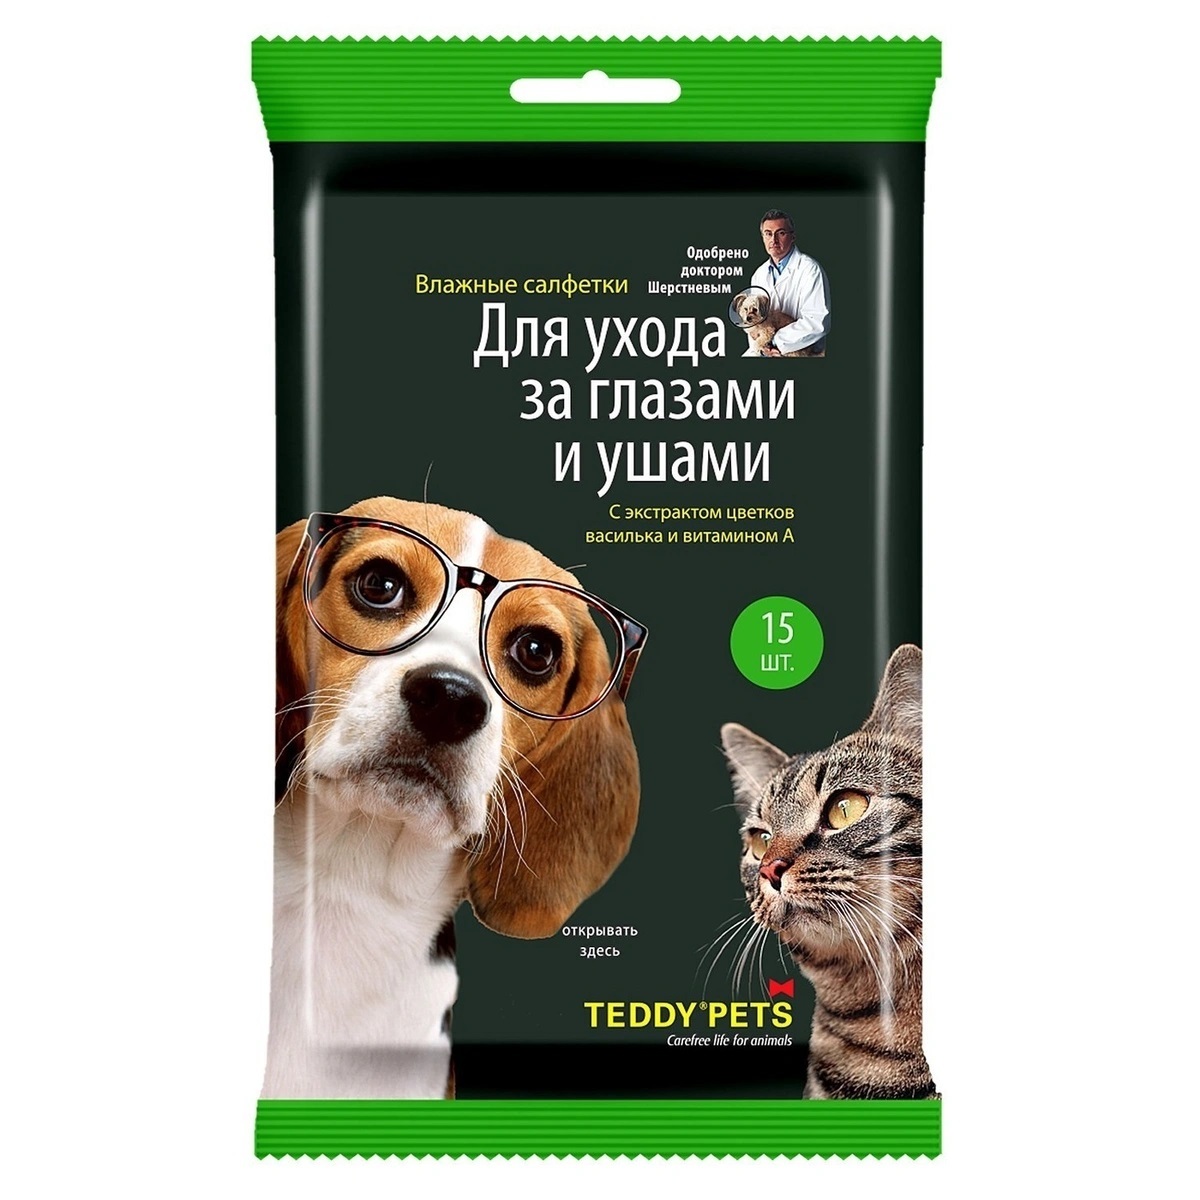 Одобрено
доктором
Шерстневым
Влажные салфетки
Для ухода
за глазами
и ушами
С экстрактом цветков
василька и витамином А
15
шт.
открывать
здесь
TEDDY®PETS
Carefree life for animals